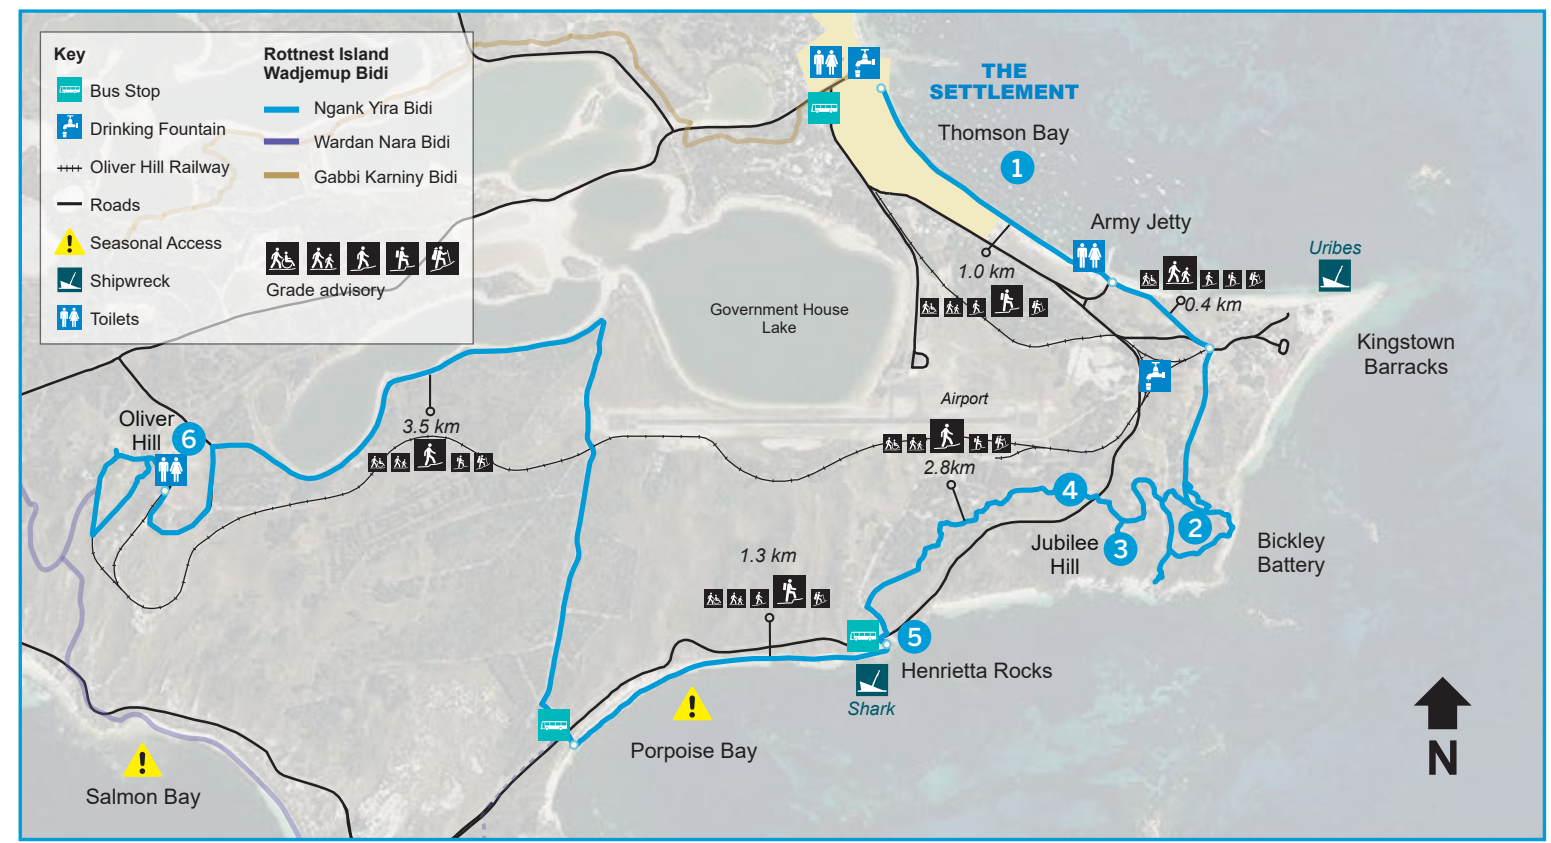 Key
Bus Stop
Drinking Fountain
Oliver Hill Railway
Roads
Seasonal Access
Shipwreck
Toilets
Rottnest Island
Wadjemup Bidi
Ngank Yira Bidi
Wardan Nara Bidi
Gabbi Karniny Bidi
Grade advisory
THE
SETTLEMENT
Thomson Bay
1
Army Jetty
Uribes
1.0 km
0.4 km
Government House
Lake
Kingstown
Barracks
Airport
Oliver
Hill
6
3.5 km
2.8km
4
2
Jubilee
Hill
3
Bickley
Battery
1.3 km
5
Henrietta Rocks
Shark
Porpoise Bay
Salmon Bay
N